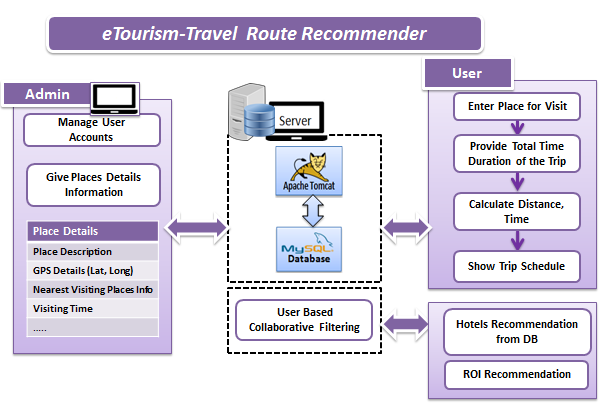 eTourism-Travel Route Recommender
Admin
Manage User
Accounts
Give Places Details
Information
Place Details
Place Description
GPS Details (Lat, Long)
Nearest Visiting Places Info
Visiting Time
.....
Server
Apache Tomcat
MySQL
Database
User Based
Collaborative Filtering
User
Enter Place for Visit
Provide Total Time
Duration of the Trip
Calculate Distance,
Time
Show Trip Schedule
Hotels Recommendation
from DB
ROI Recommendation